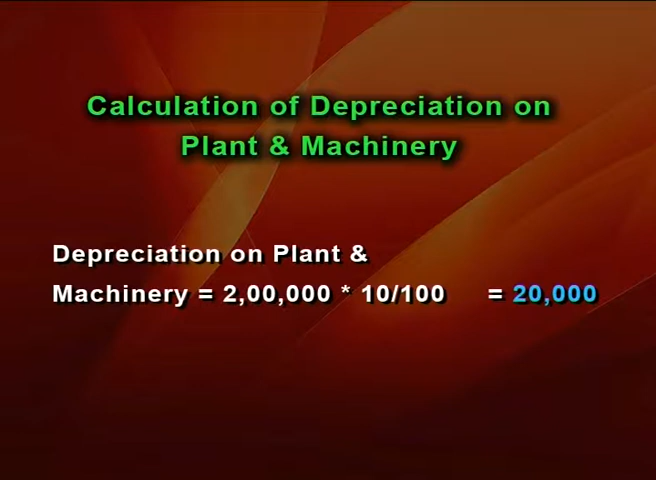 Calculation of Depreciation on
Plant & Machinery
Depreciation on Plant &
Machinery = 2,00,000 * 10/100 = 20,000